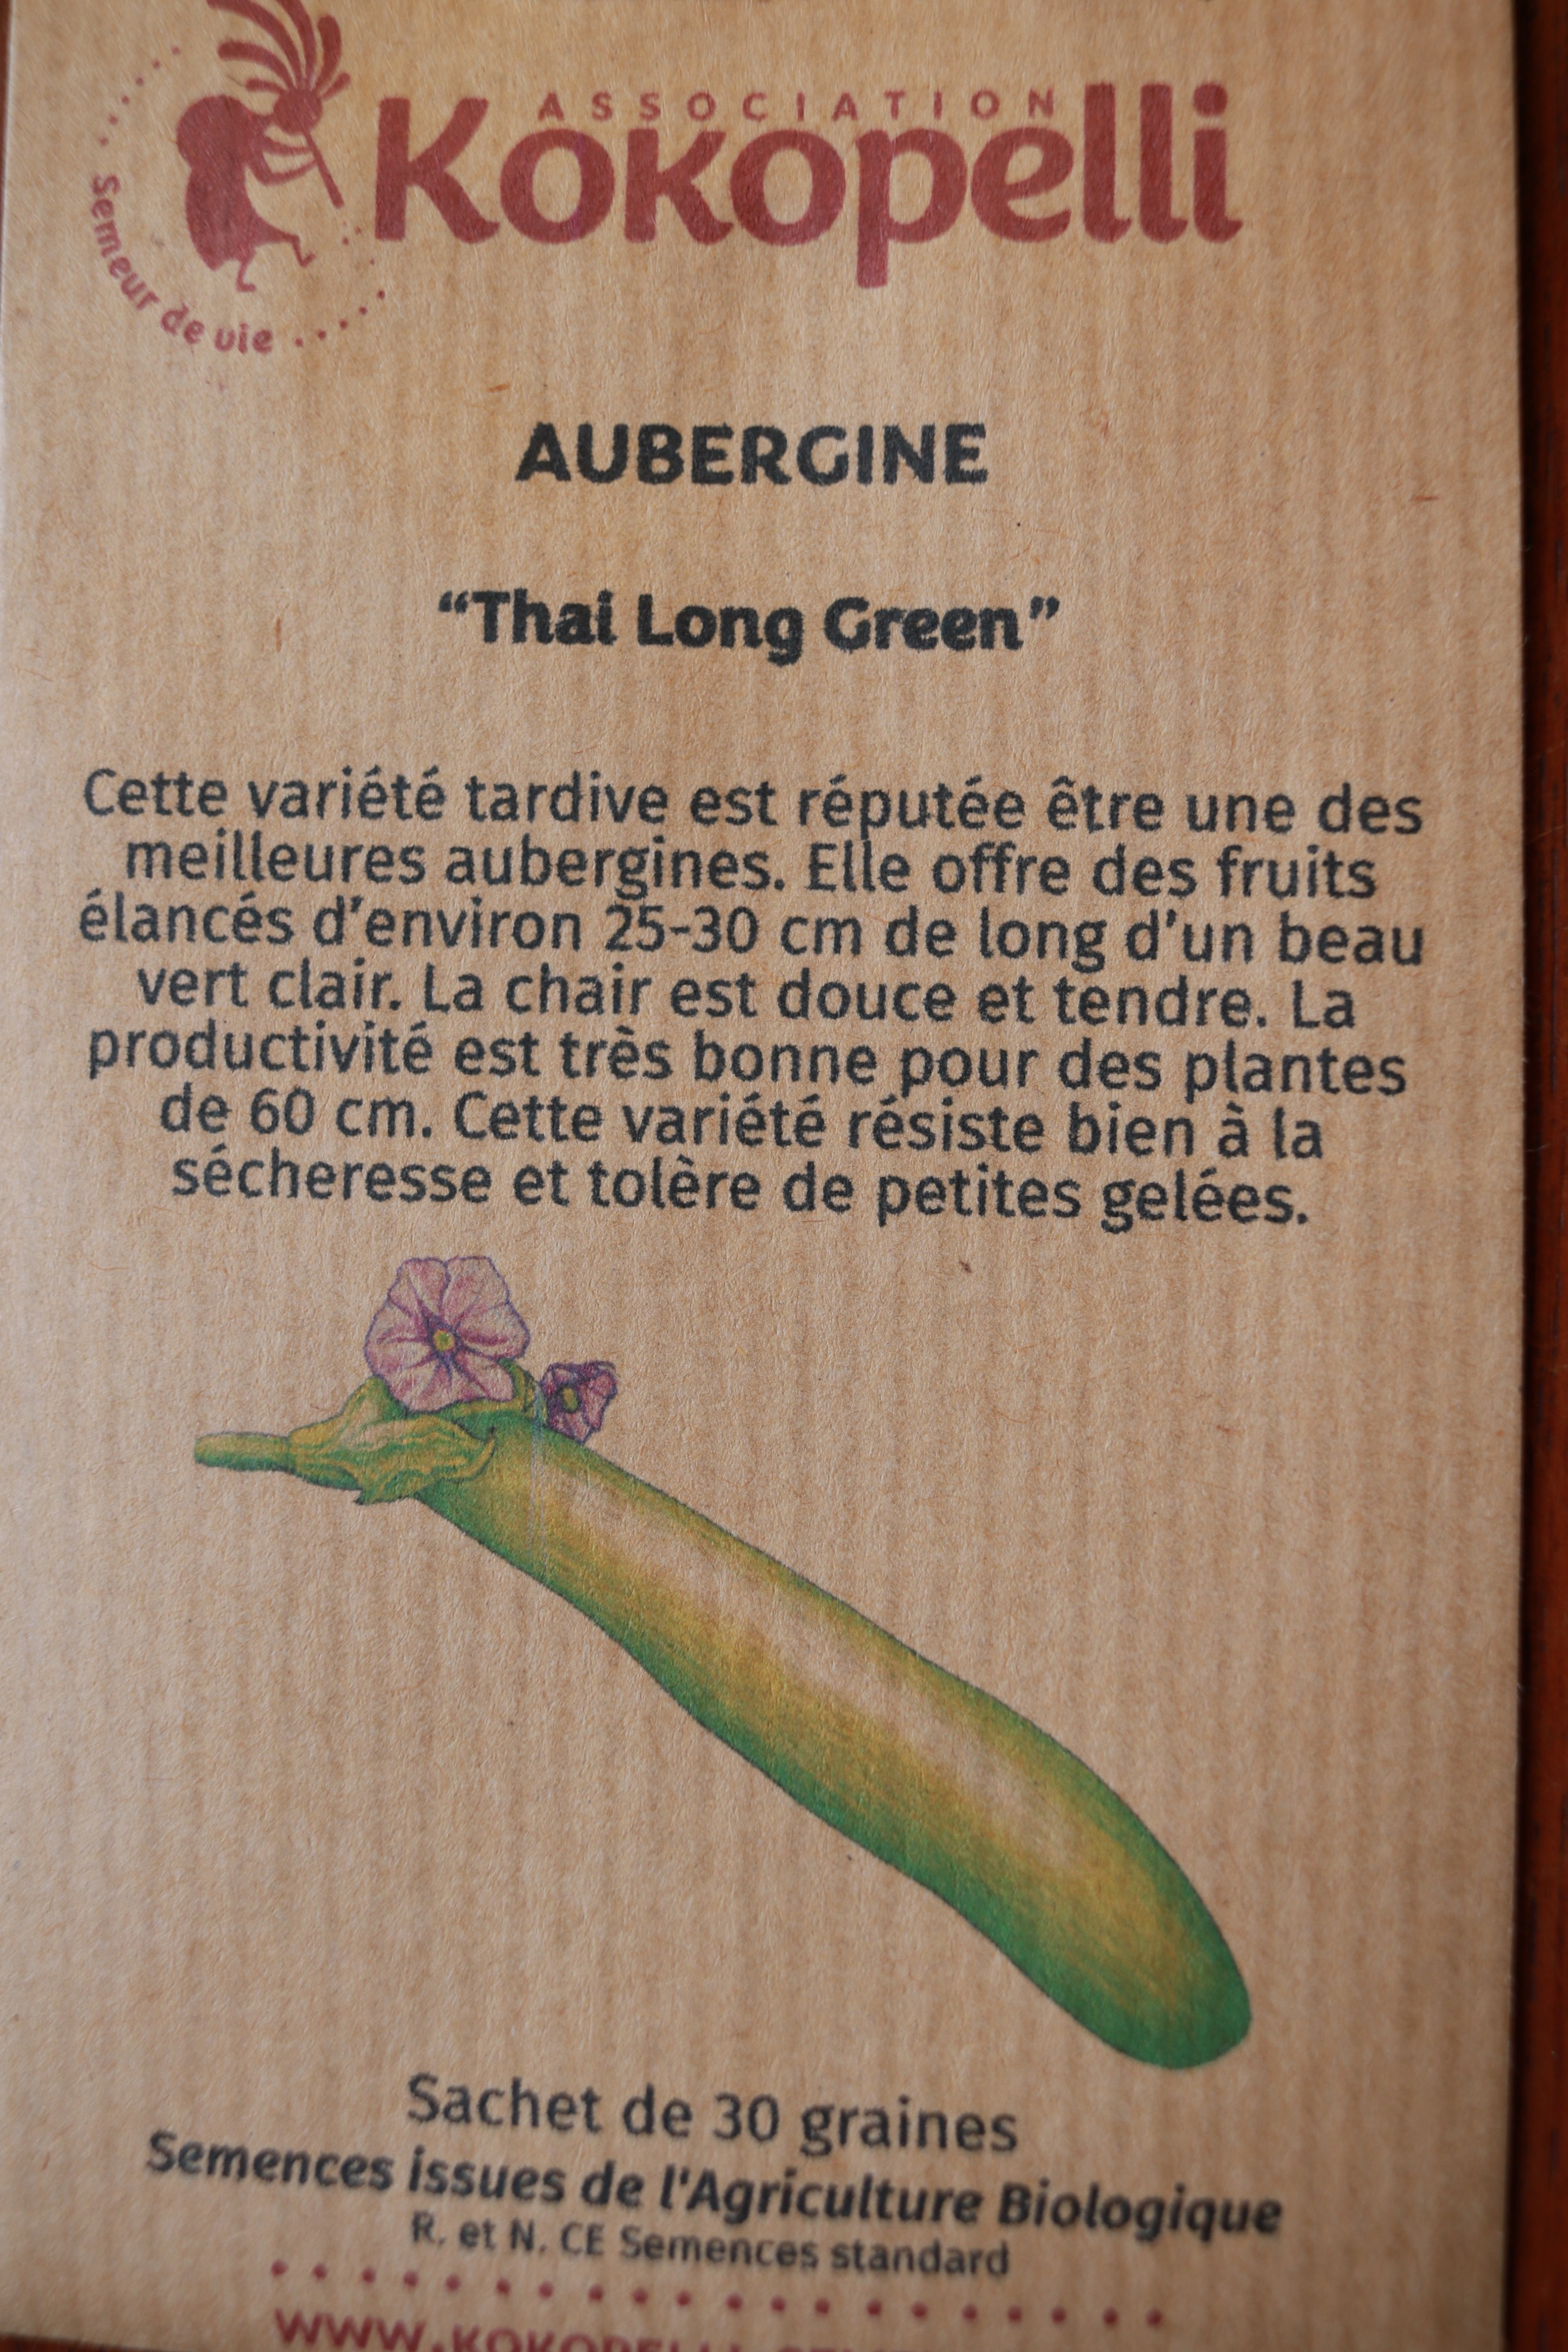 ASSOCIATION
Kokopelli
Semeur de vie
AUBERGINE
“Thai Long Green”
Cette variété tardive est réputée être une des
meilleures aubergines. Elle offre des fruits
élancés d’environ 25-30 cm de long d’un beau
vert clair. La chair est douce et tendre. La
productivité est très bonne pour des plantes
de 60 cm. Cette variété résiste bien à la
sécheresse et tolère de petites gelées.
Sachet de 30 graines
Semences issues de l'Agriculture Biologique
R. et N. CE Semences standard